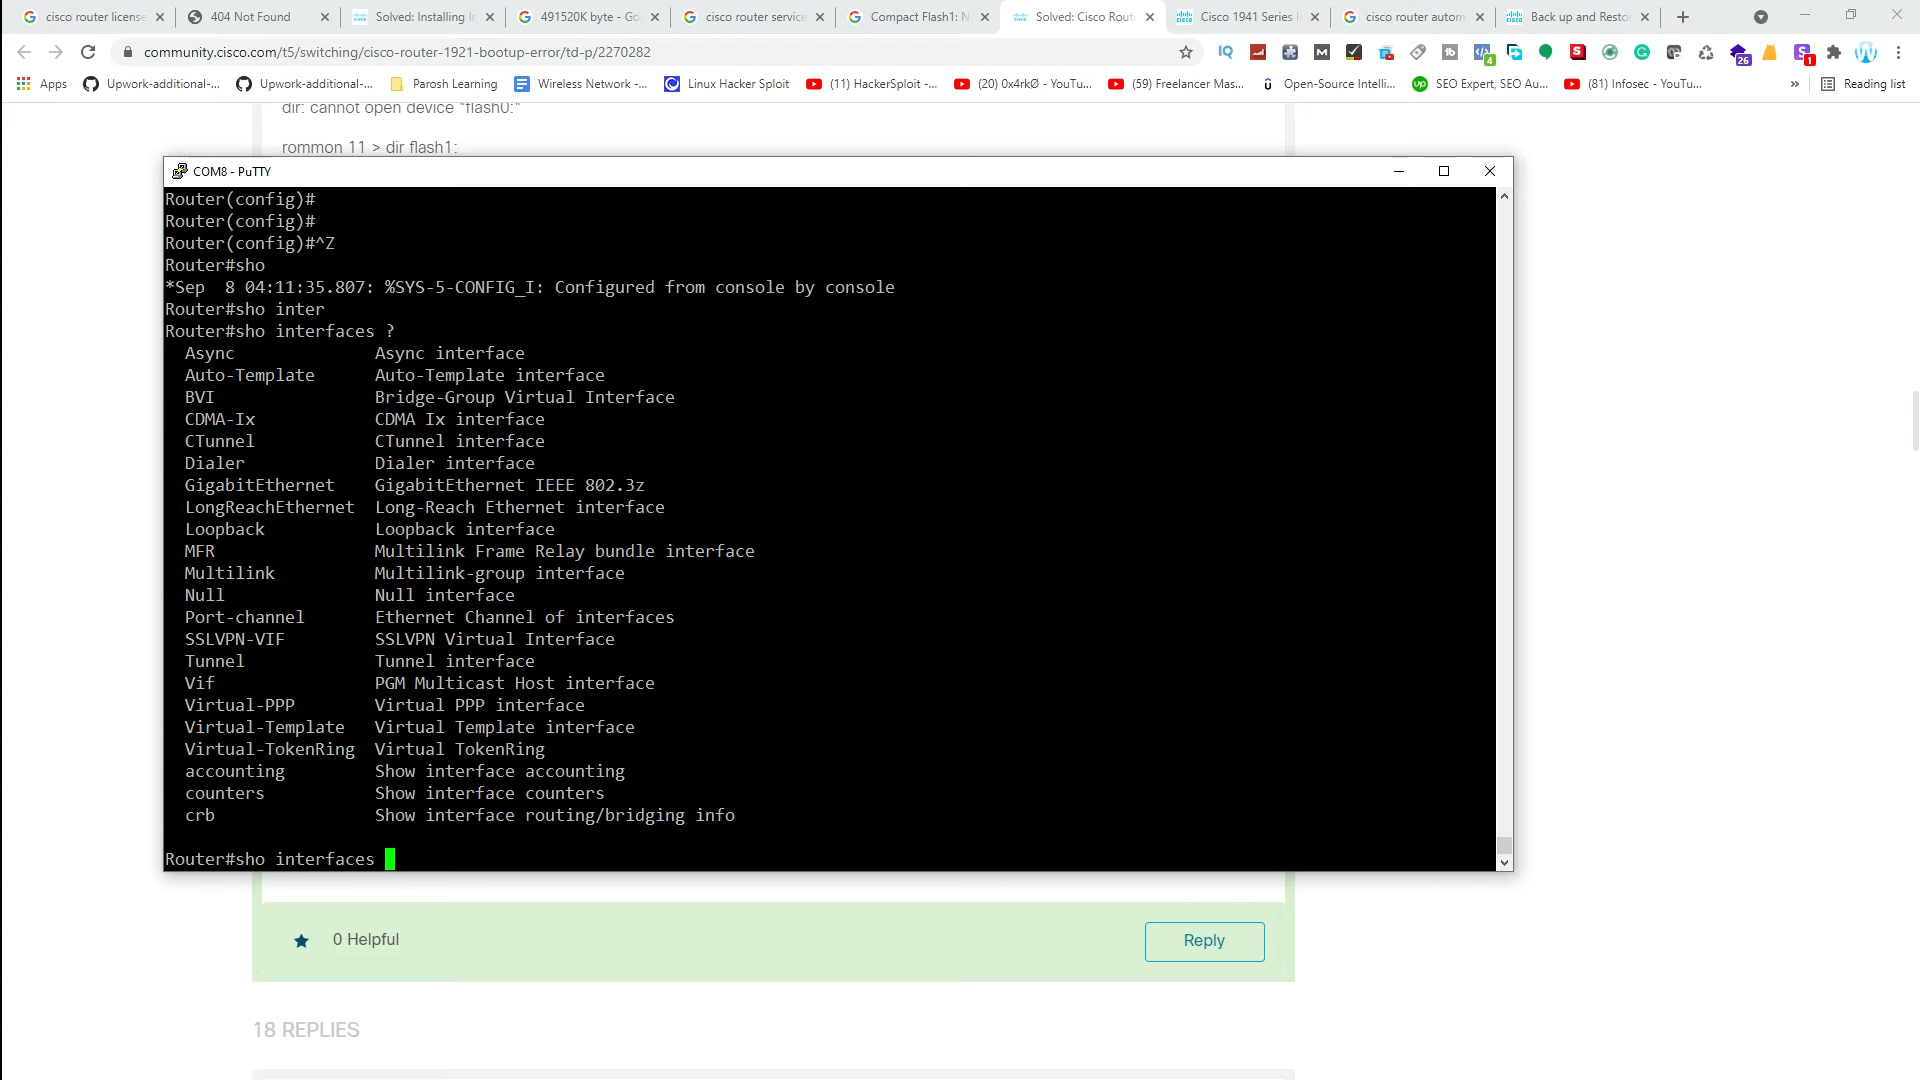 cisco router license
404 Not Found
Solved: Installing I
491520K byte - Go
cisco router service
Compact Flash1: N
Solved: Cisco Rout
Cisco 1941 Series I
cisco router autom
Back up and Resto
community.cisco.com/t5/switching/cisco-router-1921-bootup-error/td-p/2270282
Apps
Upwork-additional-...
Upwork-additional-...
Parosh Learning
Wireless Network -...
Linux Hacker Sploit
(11) HackerSploit -...
(20) 0x4rkØ - YouTu...
(59) Freelancer Mas...
Open-Source Intelli...
SEO Expert, SEO Au...
(81) Infosec - YouTu...
»
Reading list
dir: cannot open device "flash0:"
rommon 11 > dir flash1:
COM8 - PuTTY
Router(config)#
Router(config)#
Router(config)#^Z
Router#sho
*Sep  8 04:11:35.807: %SYS-5-CONFIG_I: Configured from console by console
Router#sho inter
Router#sho interfaces ?
Async Async interface
Auto-Template Auto-Template interface
BVI Bridge-Group Virtual Interface
CDMA-Ix CDMA Ix interface
CTunnel CTunnel interface
Dialer Dialer interface
GigabitEthernet GigabitEthernet IEEE 802.3z
LongReachEthernet Long-Reach Ethernet interface
Loopback Loopback interface
MFR Multilink Frame Relay bundle interface
Multilink Multilink-group interface
Null Null interface
Port-channel Ethernet Channel of interfaces
SSLVPN-VIF SSLVPN Virtual Interface
Tunnel Tunnel interface
Vif PGM Multicast Host interface
Virtual-PPP Virtual PPP interface
Virtual-Template Virtual Template interface
Virtual-TokenRing Virtual TokenRing
accounting Show interface accounting
counters Show interface counters
crb Show interface routing/bridging info
Router#sho interfaces
0 Helpful
Reply
18 REPLIES